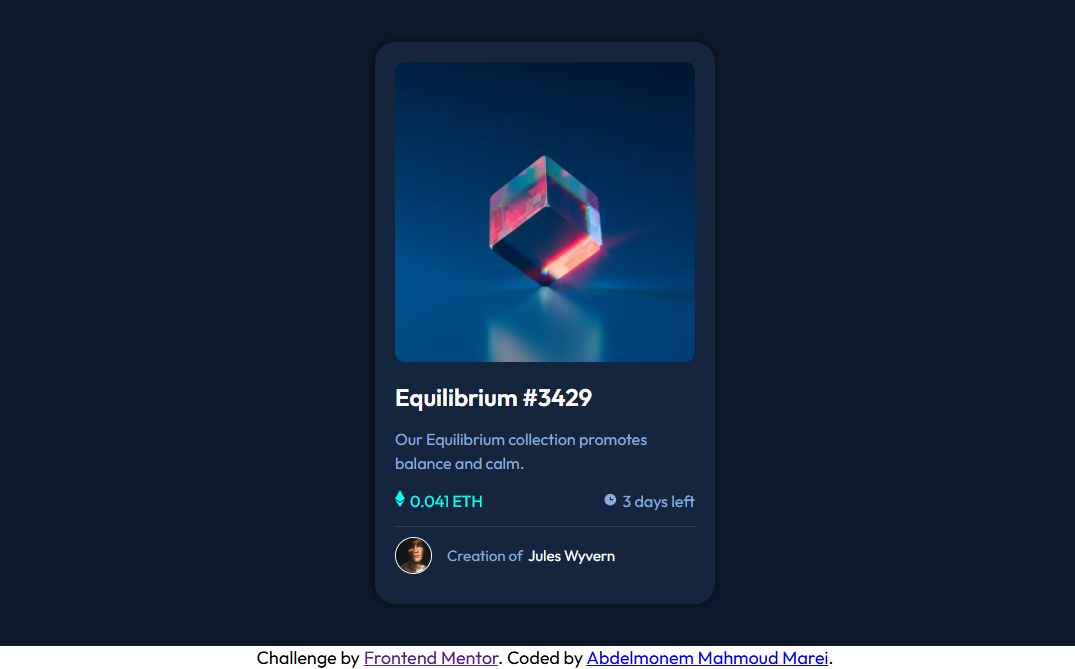 Equilibrium #3429
Our Equilibrium collection promotes
balance and calm.
0.041 ETH
3 days left
Creation of Jules Wyvern
Challenge by Frontend Mentor. Coded by Abdelmonem Mahmoud Marei.